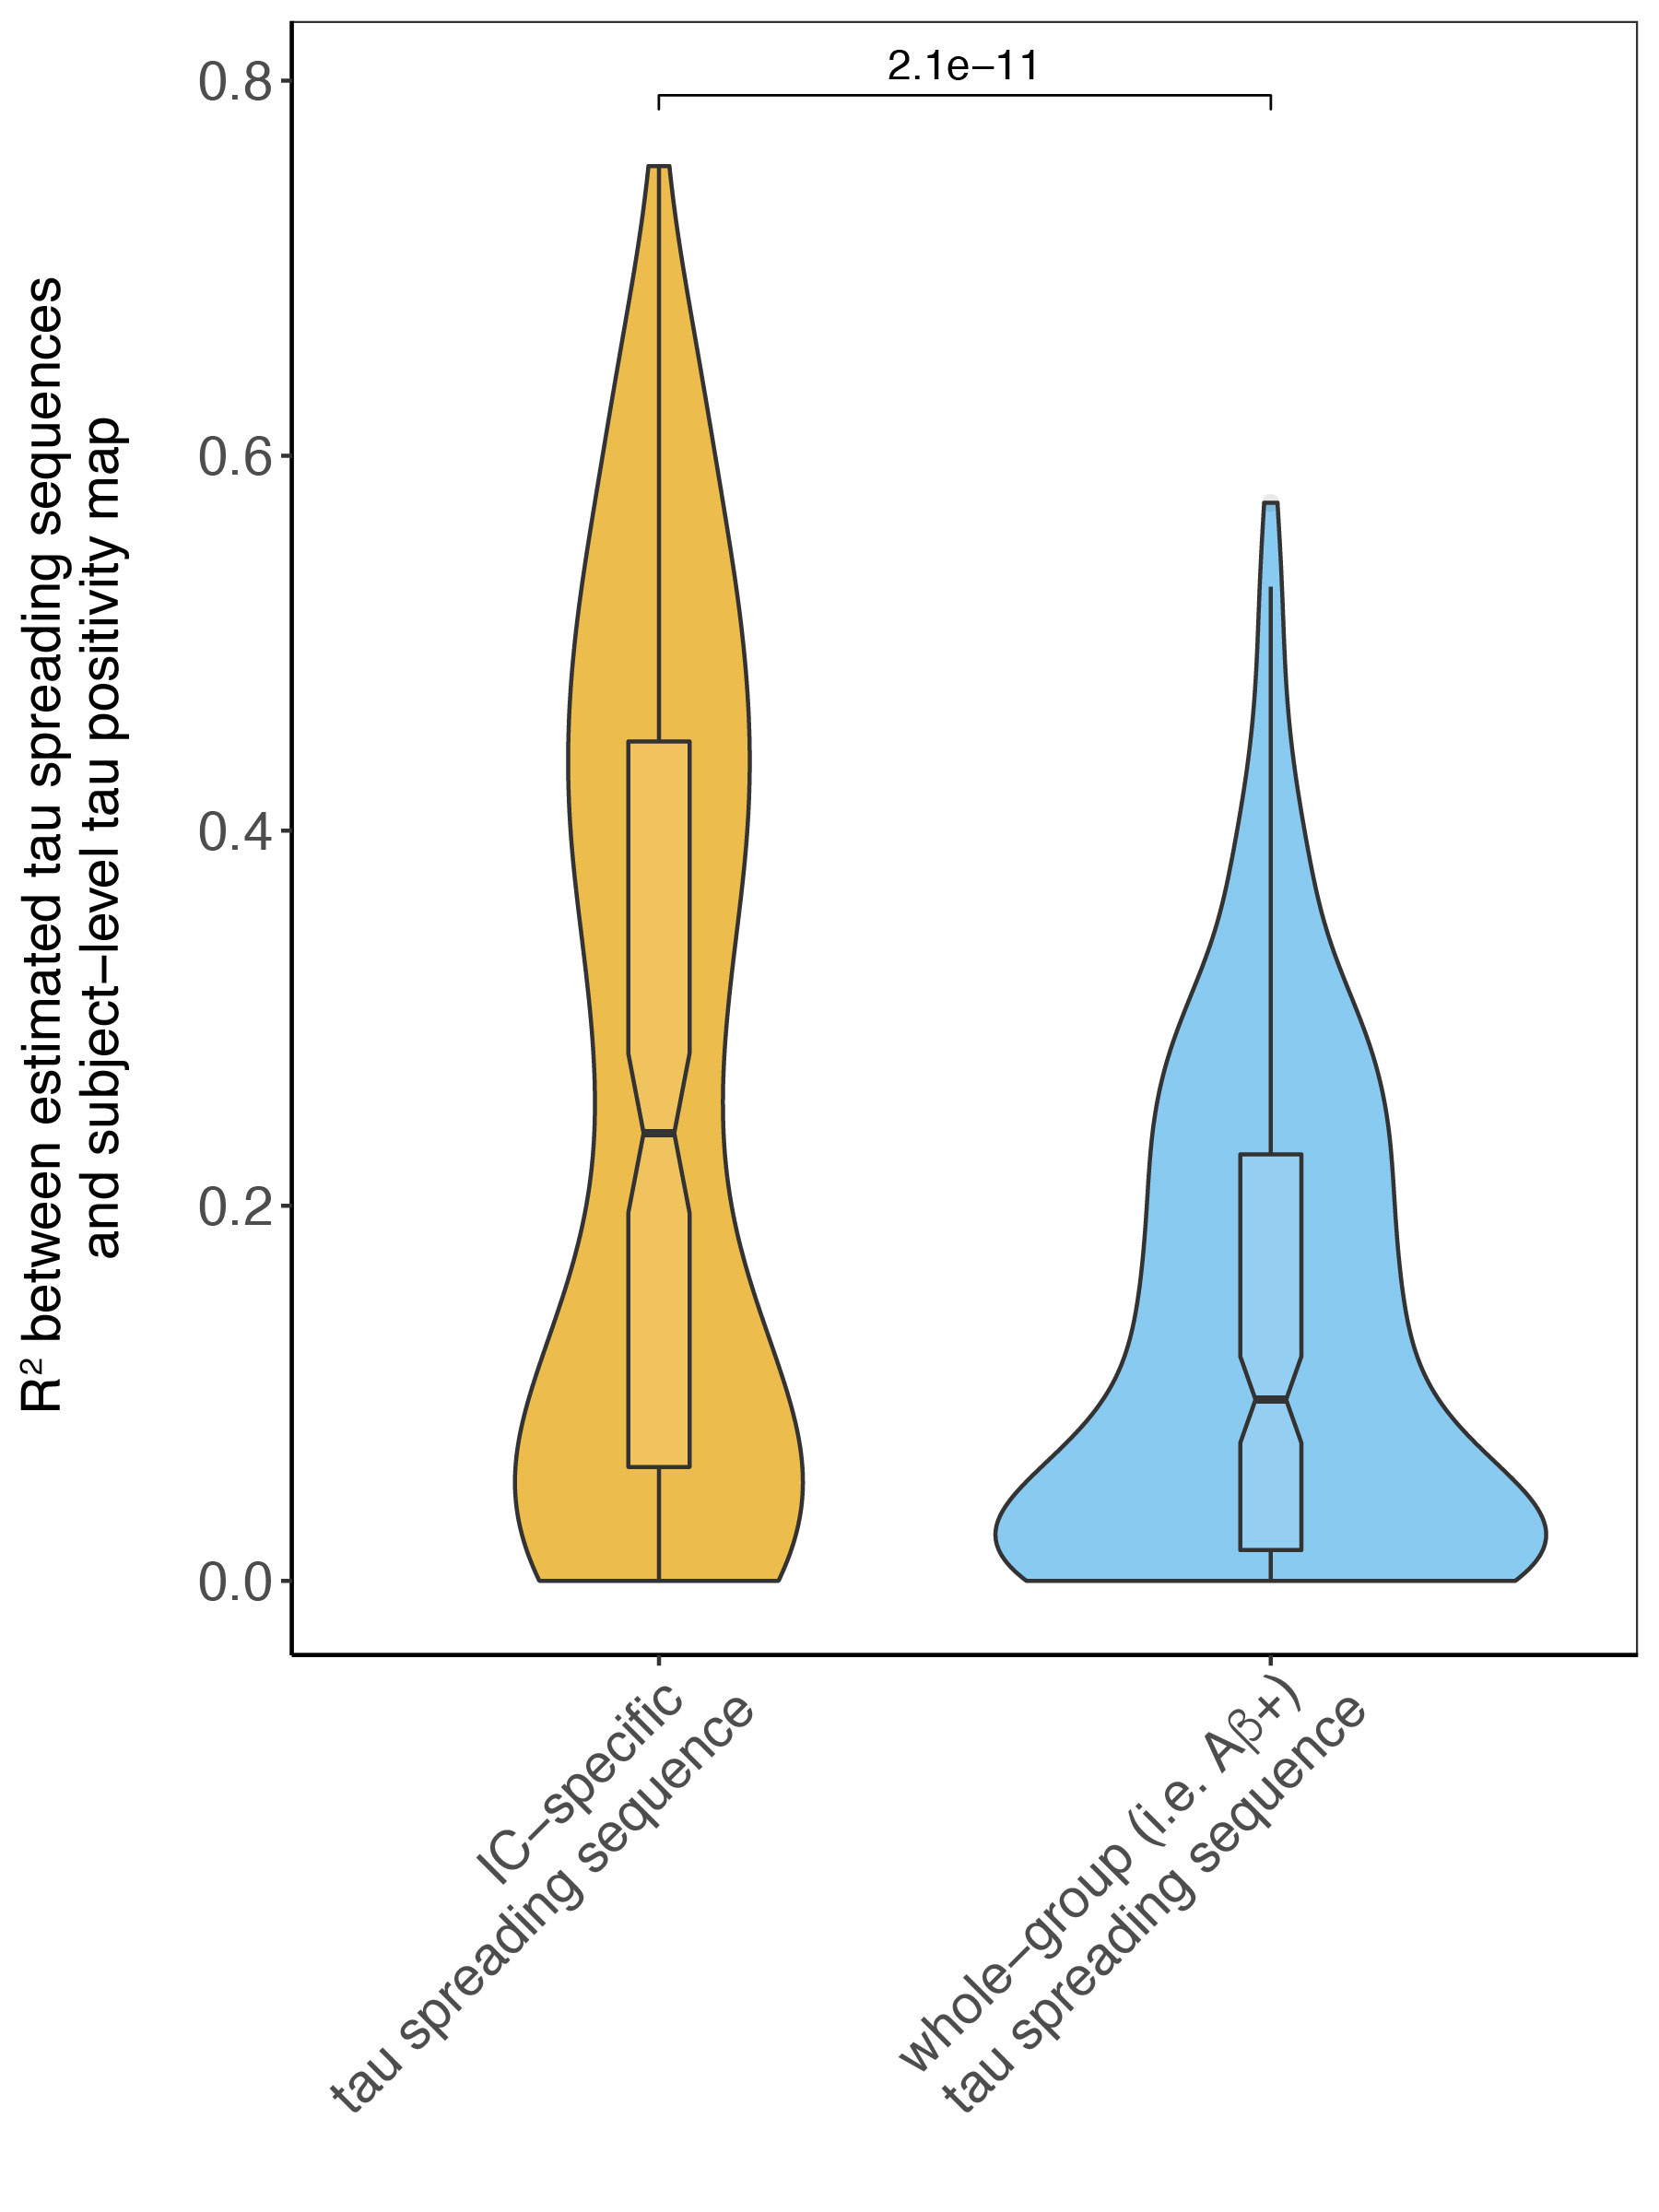 R² between estimated tau spreading sequences
and subject−level tau positivity map
0.8
0.6
0.4
0.2
0.0
2.1e−11
IC−specific
tau spreading sequence
whole−group (i.e. Aβ+)
tau spreading sequence